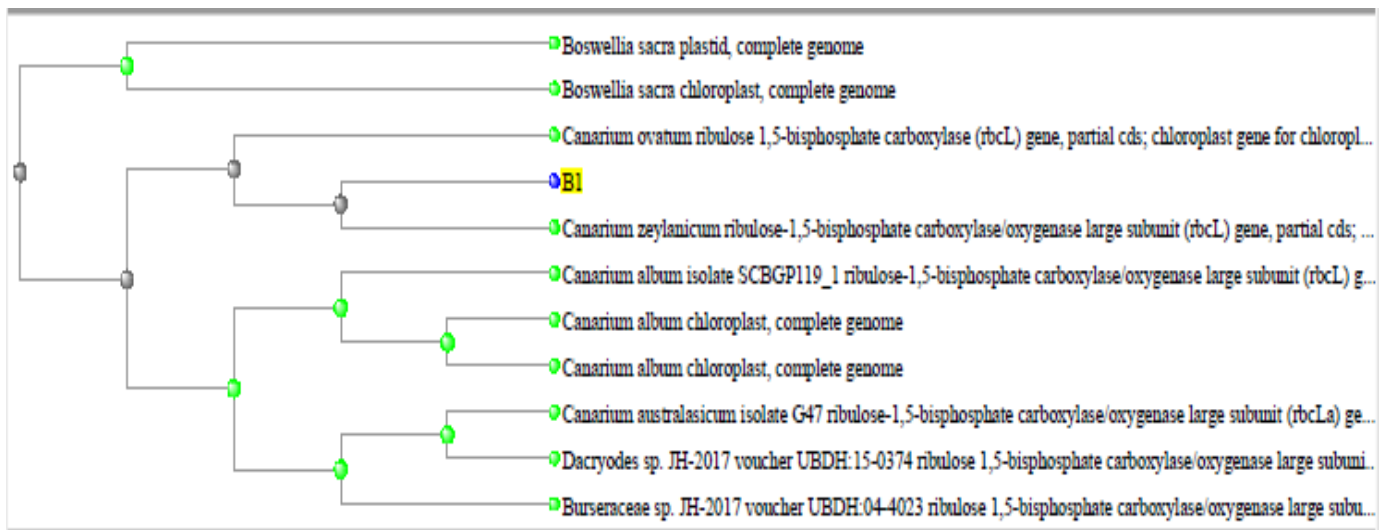 Boswellia sacra plastid, complete genome
Boswellia sacra chloroplast, complete genome
Canarium ovatum ribulose 1,5-bisphosphate carboxylase (rbcL) gene, partial cds; chloroplast gene for chloropl...
B1
Canarium zeylanicum ribulose-1,5-bisphosphate carboxylase/oxygenase large subunit (rbcL) gene, partial cds; ...
Canarium album isolate SCBGP119_1 ribulose-1,5-bisphosphate carboxylase/oxygenase large subunit (rbcL) g...
Canarium album chloroplast, complete genome
Canarium album chloroplast, complete genome
Canarium australasicum isolate G47 ribulose-1,5-bisphosphate carboxylase/oxygenase large subunit (rbcLa) ge...
Dacryodes sp. JH-2017 voucher UBDH:15-0374 ribulose 1,5-bisphosphate carboxylase/oxygenase large subuni...
Burseraceae sp. JH-2017 voucher UBDH:04-4023 ribulose 1,5-bisphosphate carboxylase/oxygenase large subu...